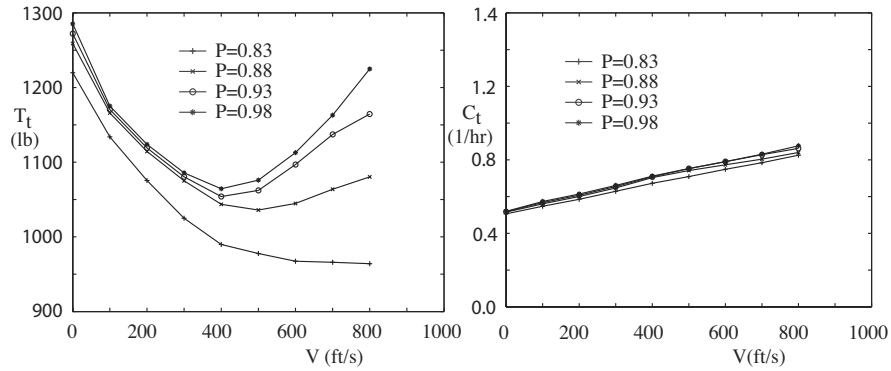 1300
1200
1100
1000
900
T_t
(lb)
P=0.83
P=0.88
P=0.93
P=0.98
0 200 400 600 800 1000
V (ft/s)
1.4
1.2
0.8
0.4
0.0
C_t
(1/hr)
P=0.83
P=0.88
P=0.93
P=0.98
0 200 400 600 800 1000
V(ft/s)